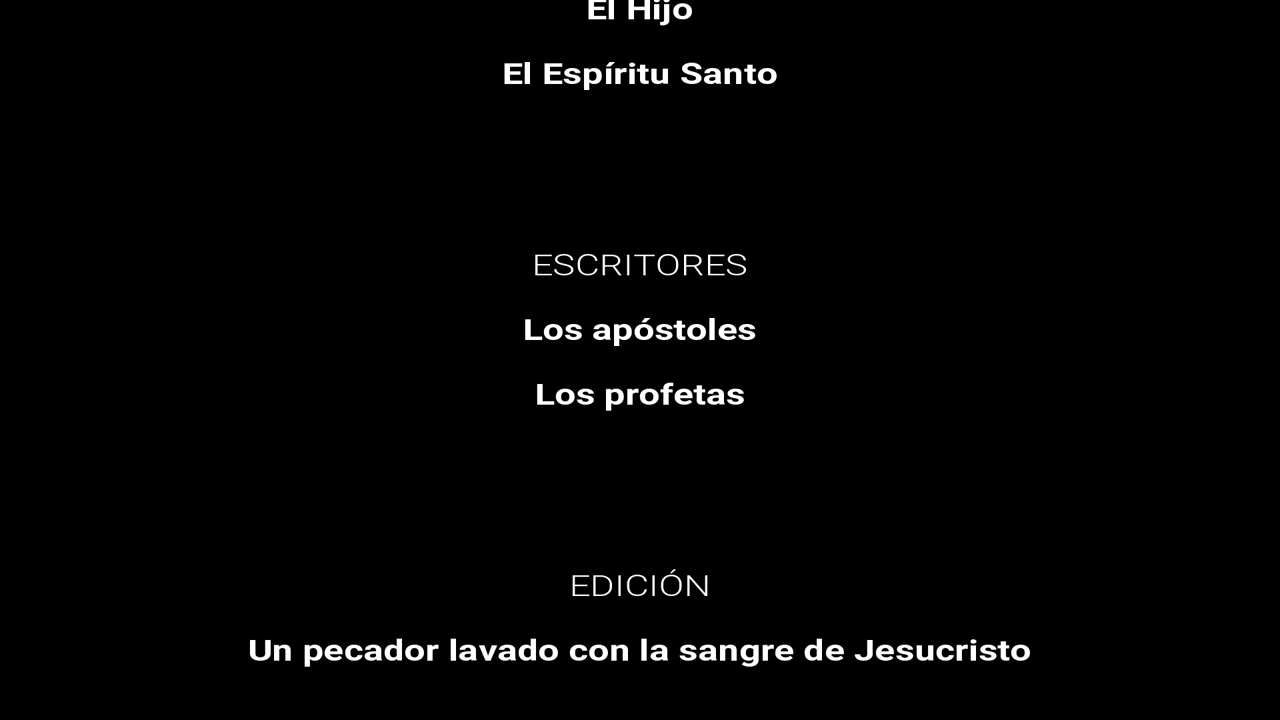 El Hijo
El Espíritu Santo
ESCRITORES
Los apóstoles
Los profetas
EDICIÓN
Un pecador lavado con la sangre de Jesucristo